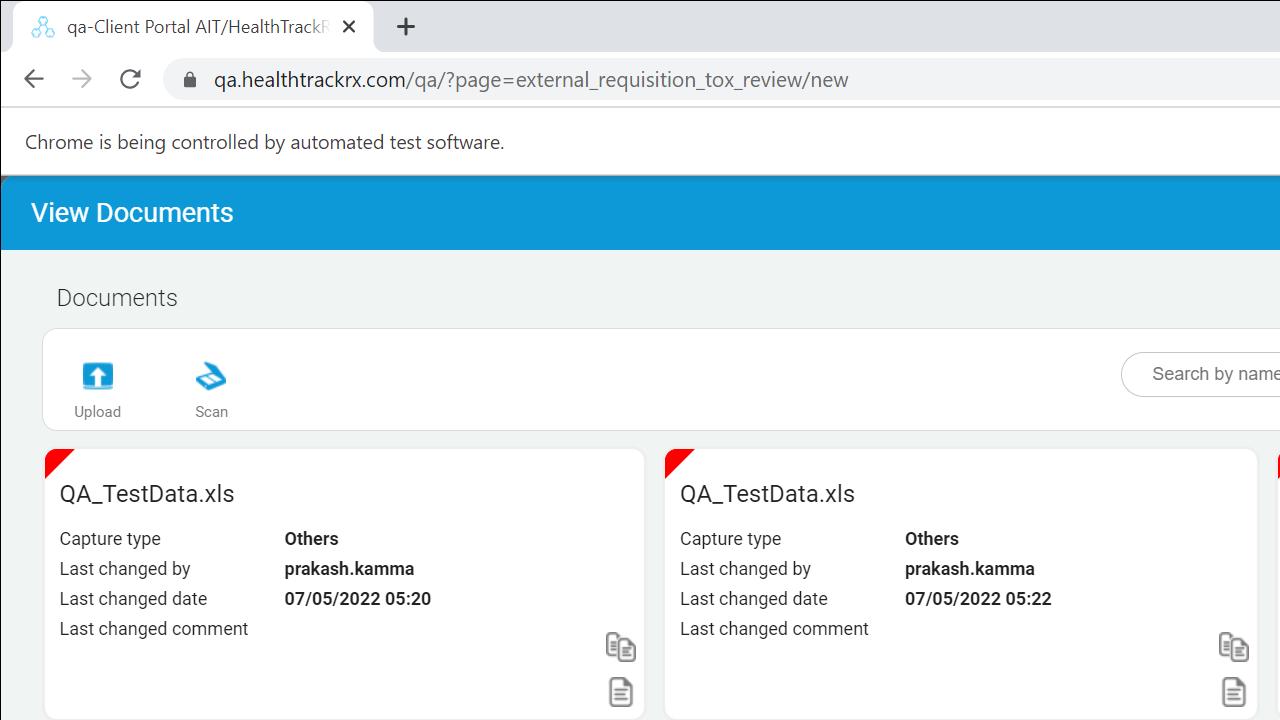 qa-Client Portal AIT/HealthTrackR
qa.healthtrackrx.com/qa/?page=external_requisition_tox_review/new
Chrome is being controlled by automated test software.
View Documents
Documents
Upload
Scan
Search by name
QA_TestData.xls
Capture type Others
Last changed by prakash.kamma
Last changed date 07/05/2022 05:20
Last changed comment
QA_TestData.xls
Capture type Others
Last changed by prakash.kamma
Last changed date 07/05/2022 05:22
Last changed comment